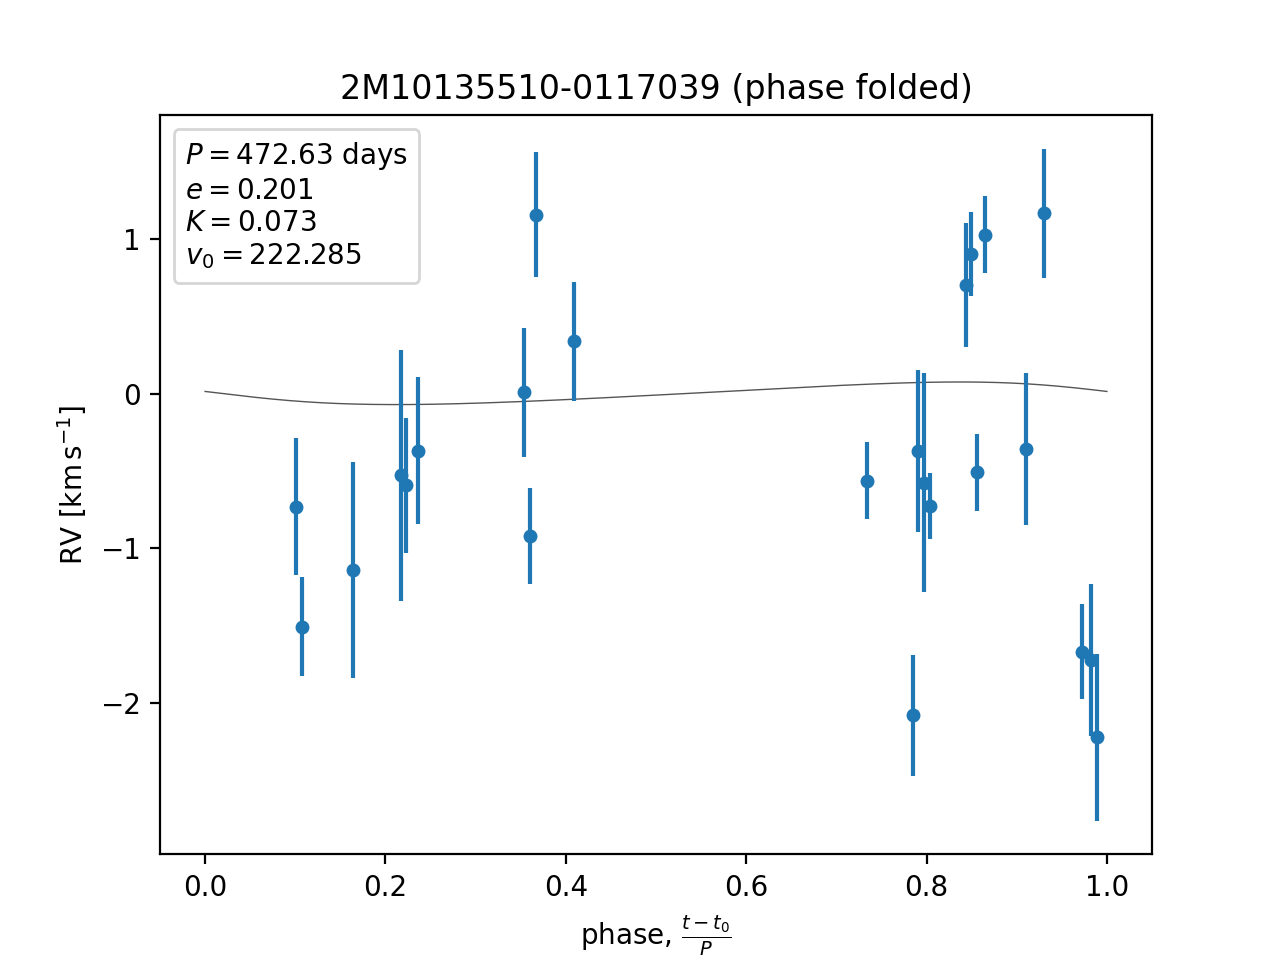 2M10135510-0117039 (phase folded)
P = 472.63 days
e = 0.201
K = 0.073
v₀ = 222.285
1
0
−1
−2
RV [km s⁻¹]
0.0 0.2 0.4 0.6 0.8 1.0
phase, (t − t₀)/P